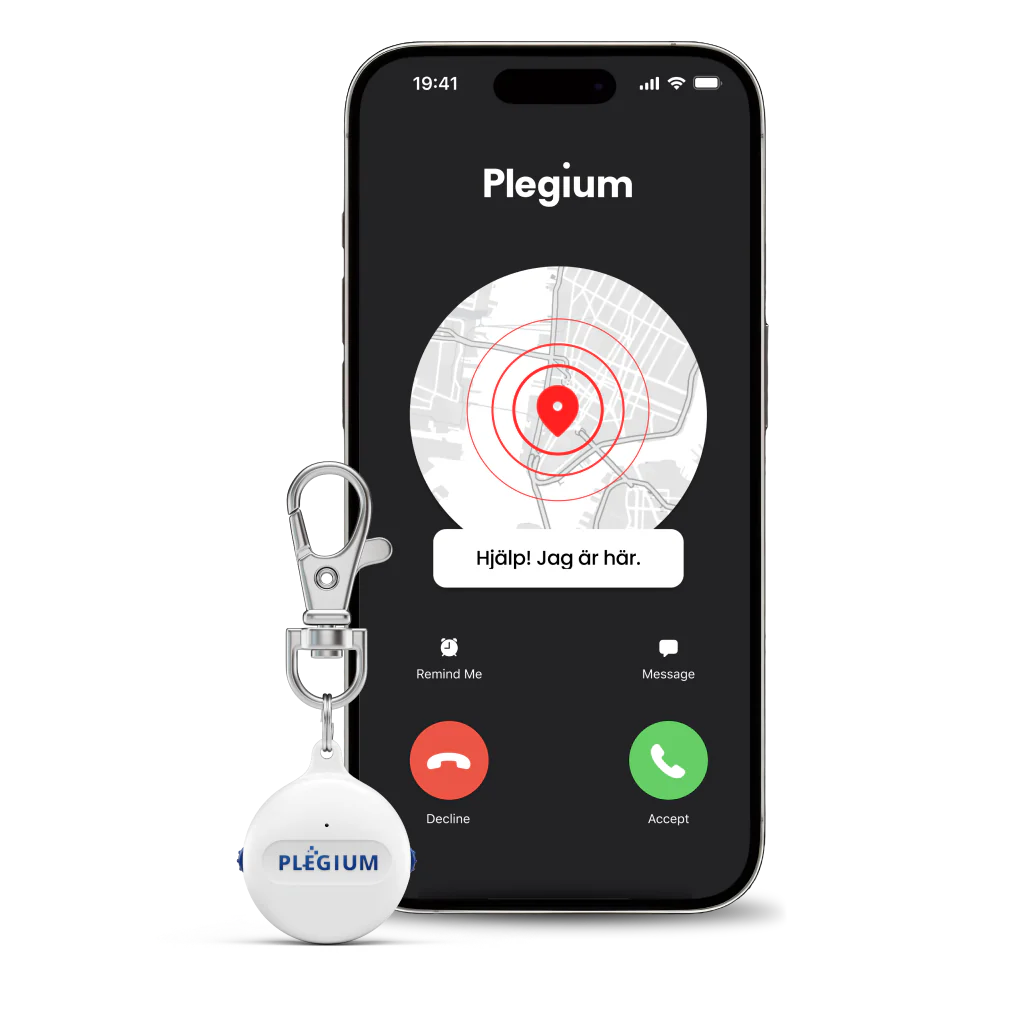 19:41
Plegium
Hjälp! Jag är här.
Remind Me
Message
Decline
Accept
PLEGIUM